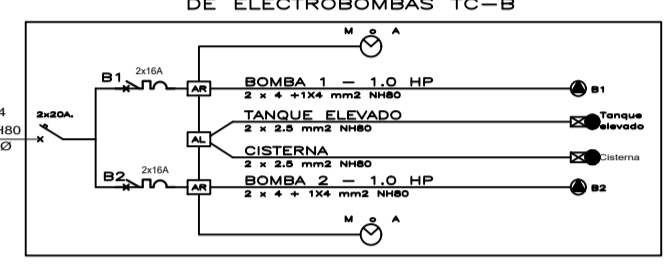 DE ELECTROBOMBAS TC-B
M o A
B1 2x16A
AR
BOMBA 1 - 1.0 HP
2 x 4 +1X4 mm2 NH80
B1
4
H80
Ø
2x20A.
TANQUE ELEVADO
2 x 2.5 mm2 NH80
Tanque
elevado
AL
CISTERNA
2 x 2.5 mm2 NH80
Cisterna
B2 2x16A
AR
BOMBA 2 - 1.0 HP
2 x 4 + 1X4 mm2 NH80
B2
M o A